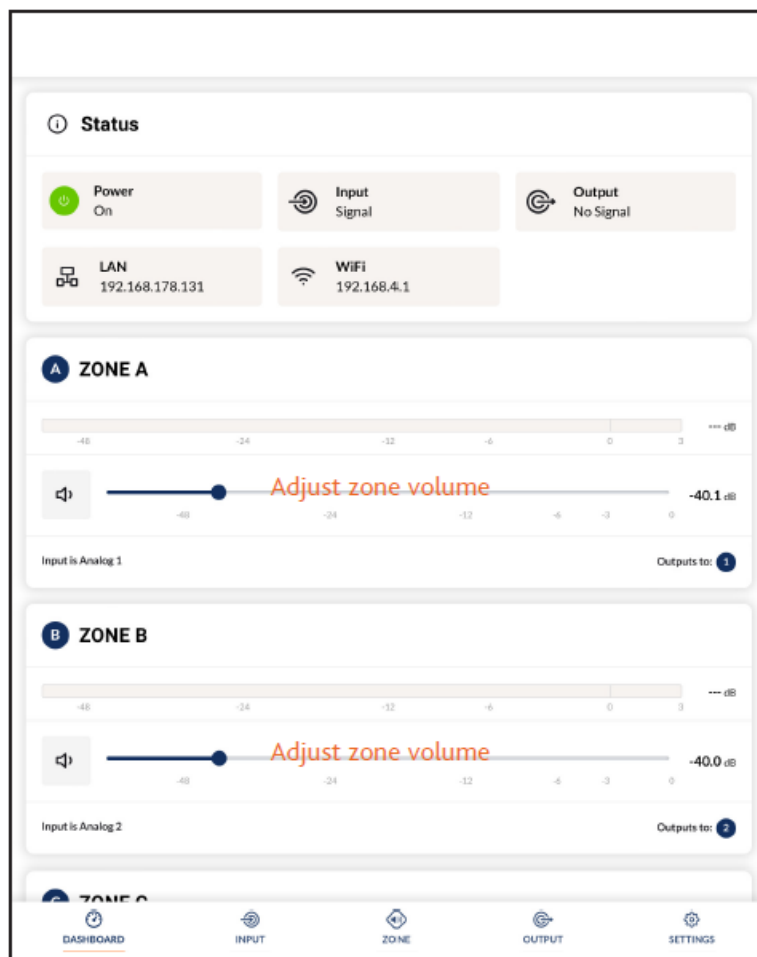 Status
Power
On
Input
Signal
Output
No Signal
LAN
192.168.178.131
WiFi
192.168.4.1
A ZONE A
--- dB
-48 -24 -12 -6 0 3
Adjust zone volume
-40.1 dB
-48 -24 -12 -6 -3 0
Input is Analog 1
Outputs to: 1
B ZONE B
--- dB
-48 -24 -12 -6 0 3
Adjust zone volume
-40.0 dB
-48 -24 -12 -6 -3 0
Input is Analog 2
Outputs to: 2
C ZONE C
DASHBOARD INPUT ZONE OUTPUT SETTINGS